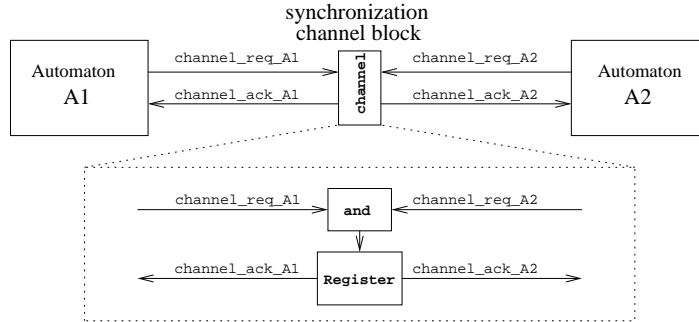 synchronization
channel block
channel_req_A1
channel_req_A2
Automaton
A1
channel
Automaton
A2
channel_ack_A1
channel_ack_A2
channel_req_A1
and
channel_req_A2
channel_ack_A1
Register
channel_ack_A2